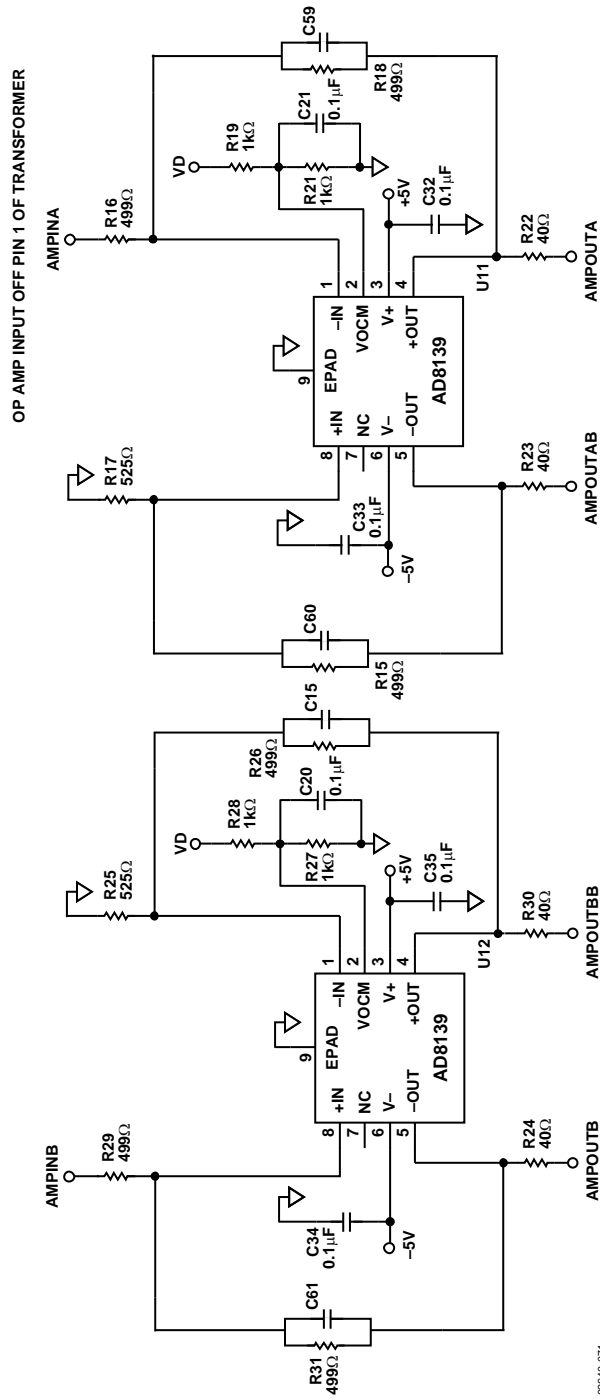 OP AMP INPUT OFF PIN 1 OF TRANSFORMER
AMPINB
R29
499Ω
R25
525Ω
VD
R28
1kΩ
R27
1kΩ
C20
0.1µF
R26
499Ω
C15
C61
R31
499Ω
C34
0.1µF
–5V
9
EPAD
8
+IN
7
NC
6
V–
5
–OUT
1
–IN
2
VOCM
3
V+
4
+OUT
AD8139
U12
+5V
C35
0.1µF
R24
40Ω
AMPOUTB
R30
40Ω
AMPOUTBB
R17
525Ω
AMPINA
R16
499Ω
VD
R19
1kΩ
R21
1kΩ
C21
0.1µF
C59
R18
499Ω
C60
R15
499Ω
C33
0.1µF
–5V
9
EPAD
8
+IN
7
NC
6
V–
5
–OUT
1
–IN
2
VOCM
3
V+
4
+OUT
AD8139
U11
+5V
C32
0.1µF
R23
40Ω
AMPOUTAB
R22
40Ω
AMPOUTA